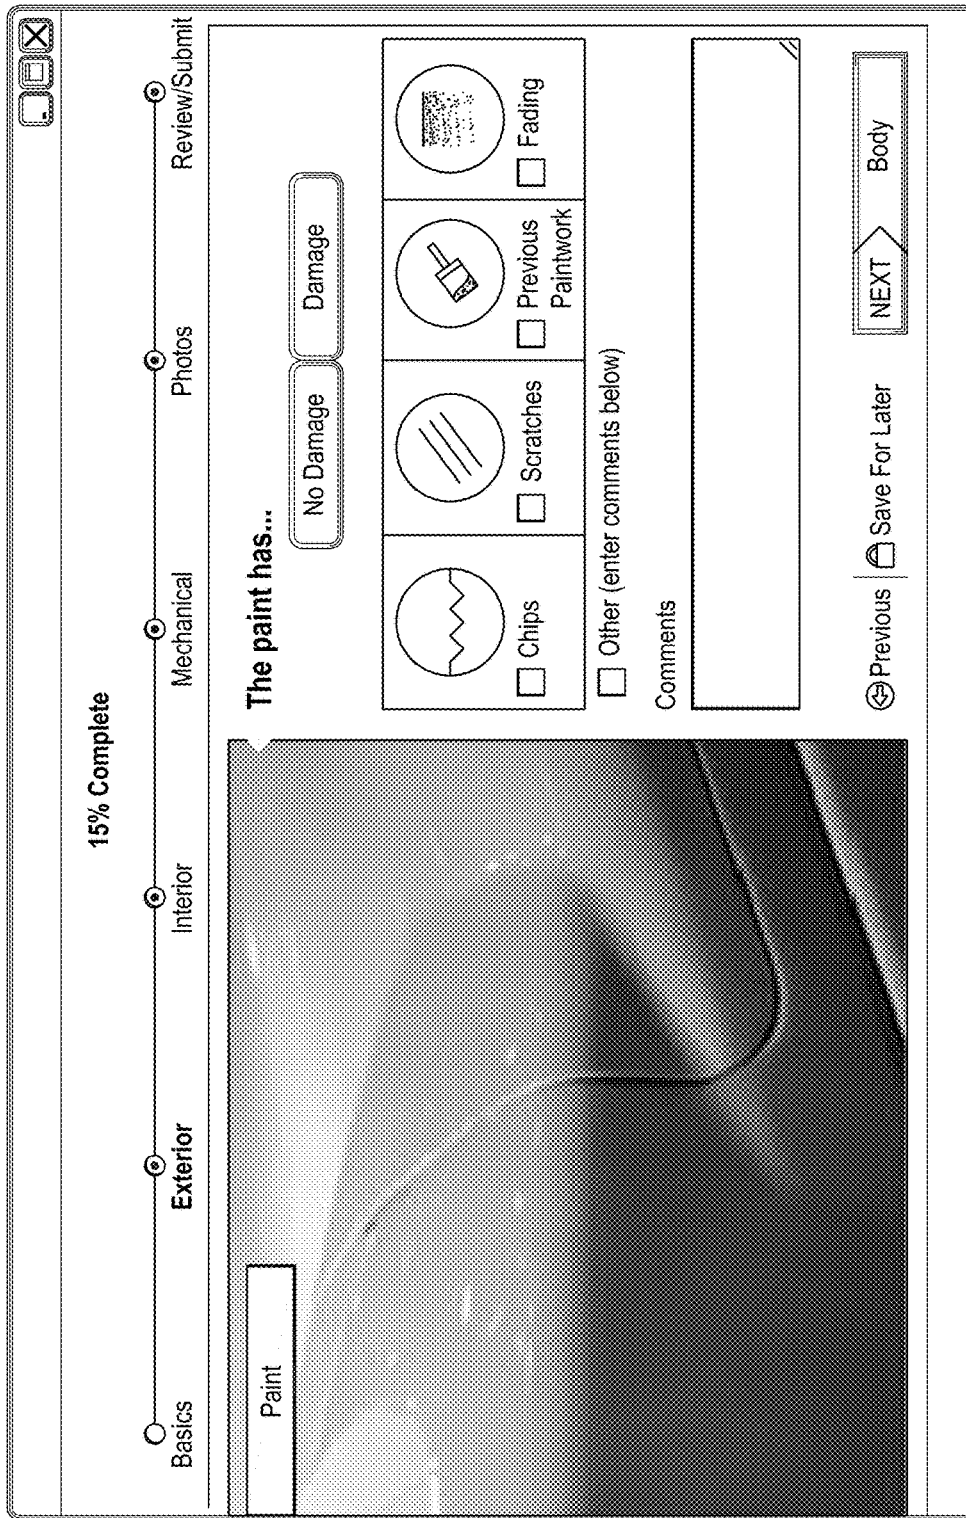 15% Complete
Basics
Exterior
Interior
Mechanical
Photos
Review/Submit
Paint
The paint has...
No Damage
Damage
Chips
Scratches
Previous
Paintwork
Fading
Other (enter comments below)
Comments
Previous
Save For Later
NEXT
Body